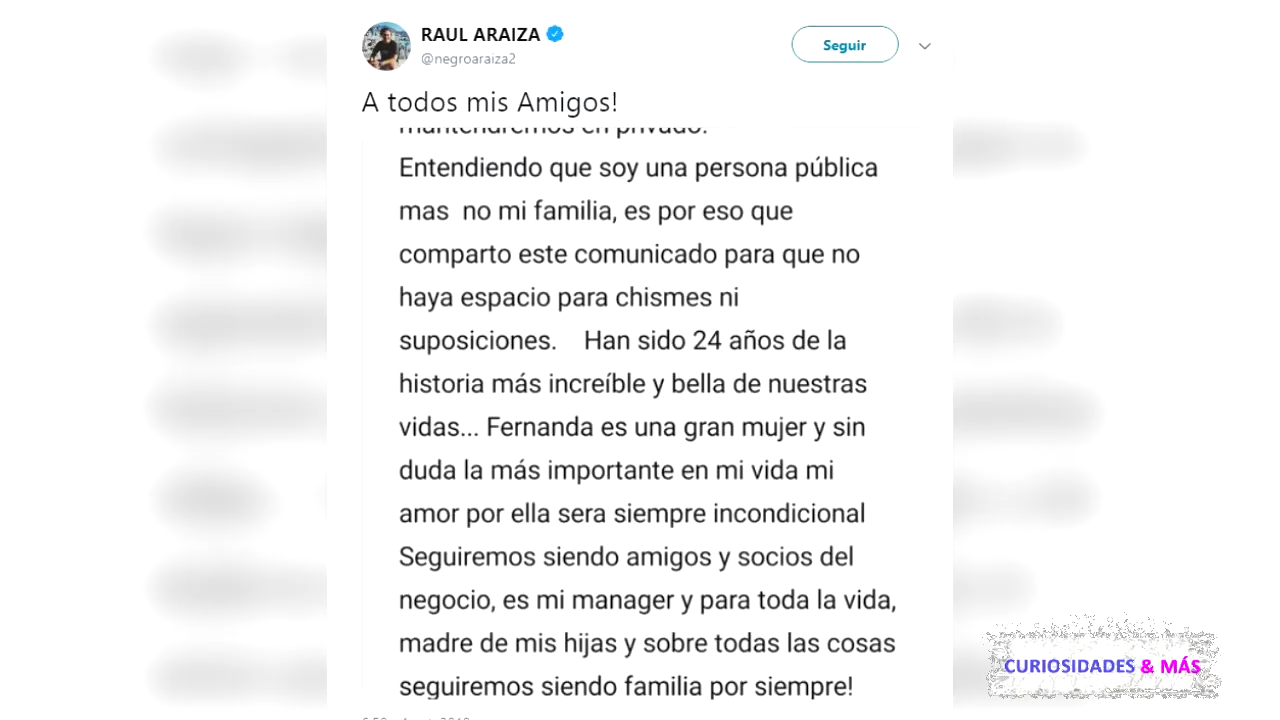 RAUL ARAIZA
@negroaraiza2
Seguir
A todos mis Amigos!
mantendremos en privado.
Entendiendo que soy una persona pública
mas  no mi familia, es por eso que
comparto este comunicado para que no
haya espacio para chismes ni
suposiciones.    Han sido 24 años de la
historia más increíble y bella de nuestras
vidas... Fernanda es una gran mujer y sin
duda la más importante en mi vida mi
amor por ella sera siempre incondicional
Seguiremos siendo amigos y socios del
negocio, es mi manager y para toda la vida,
madre de mis hijas y sobre todas las cosas
seguiremos siendo familia por siempre!
CURIOSIDADES & MÁS